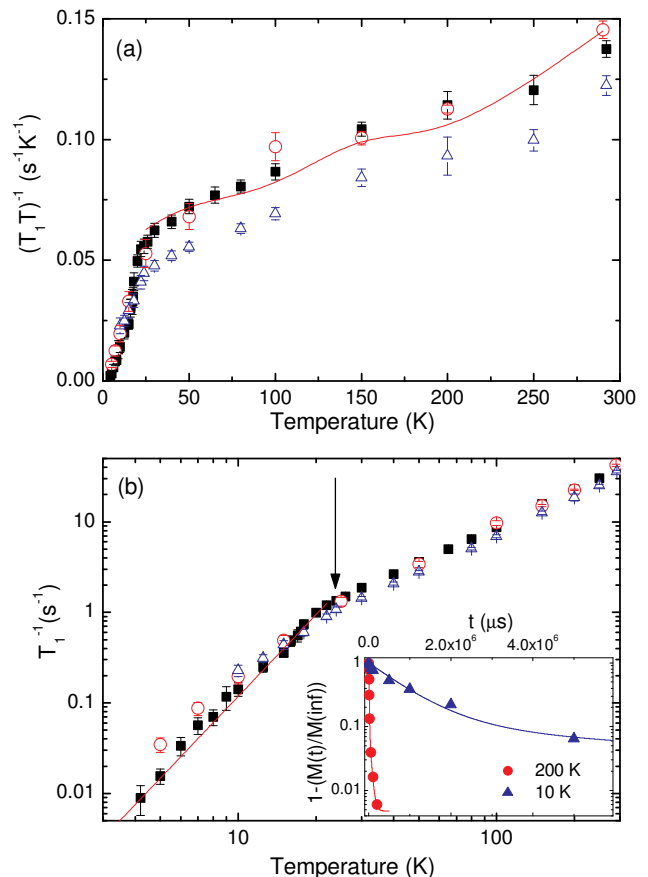 (a)
0.15
0.10
0.05
0.00
(T₁T)⁻¹ (s⁻¹K⁻¹)
0 50 100 150 200 250 300
Temperature (K)
(b)
10
1
0.1
0.01
T₁⁻¹(s⁻¹)
t (μs)
0.0 2.0x10⁶ 4.0x10⁶
1
0.1
0.01
1-(M(t)/M(inf))
200 K
10 K
10 100
Temperature (K)